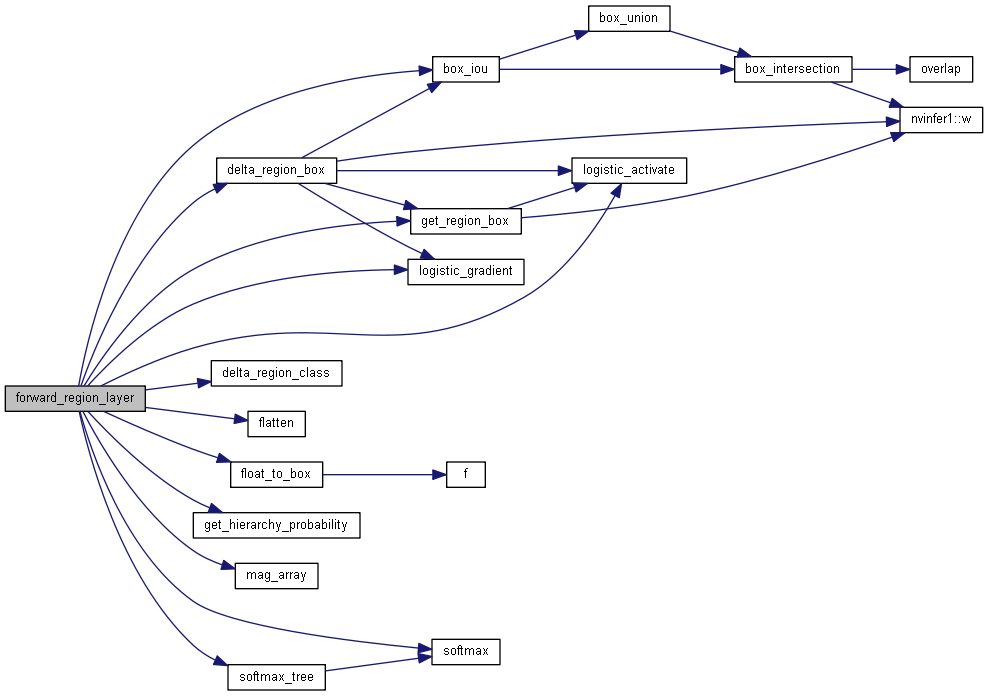 box_union
box_iou
box_intersection
overlap
nvinfer1::w
delta_region_box
logistic_activate
get_region_box
logistic_gradient
delta_region_class
forward_region_layer
flatten
float_to_box
f
get_hierarchy_probability
mag_array
softmax
softmax_tree